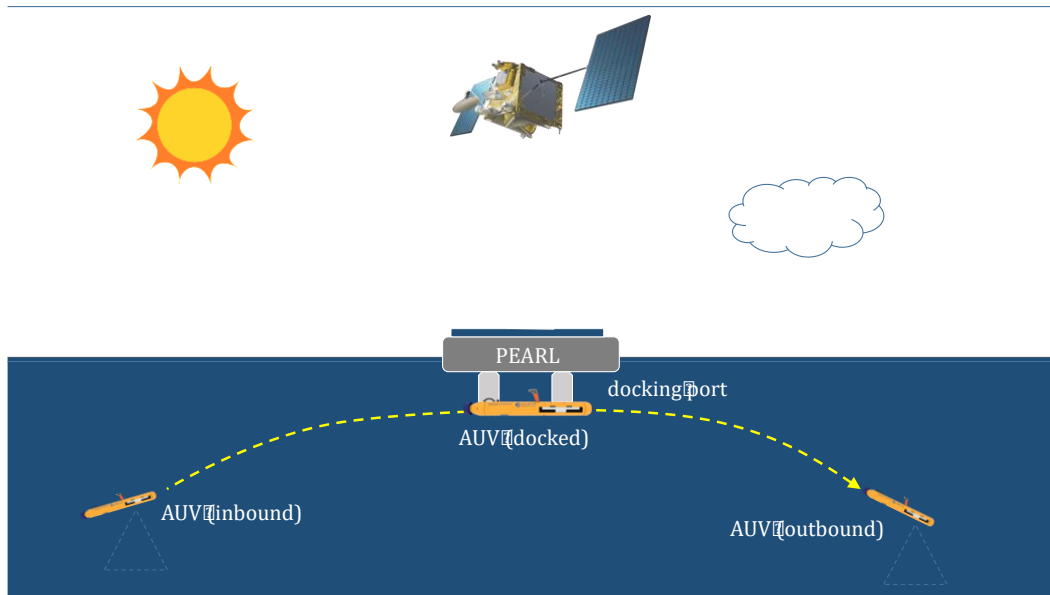 PEARL
docking port
AUV (docked)
AUV (inbound)
AUV (outbound)